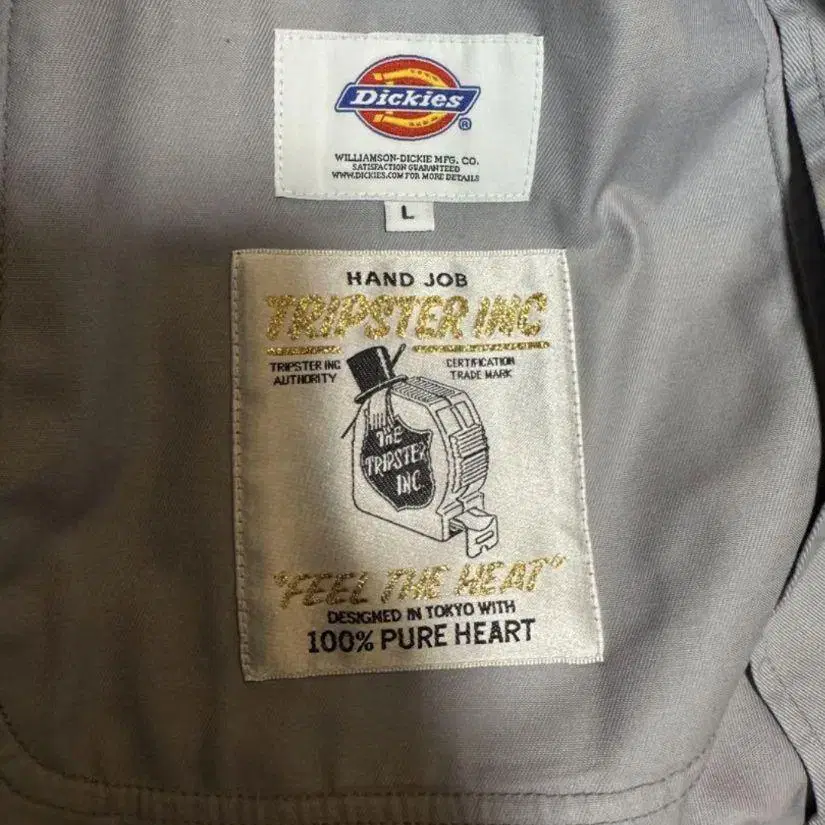 Dickies®
WILLIAMSON-DICKIE MFG. CO.
SATISFACTION GUARANTEED
WWW.DICKIES.COM FOR MORE DETAILS
L
HAND JOB
TRIPSTER INC
TRIPSTER INC AUTHORITY
CERTIFICATION TRADE MARK
THE
TRIPSTER
INC.
"FEEL THE HEAT"
DESIGNED IN TOKYO WITH
100% PURE HEART